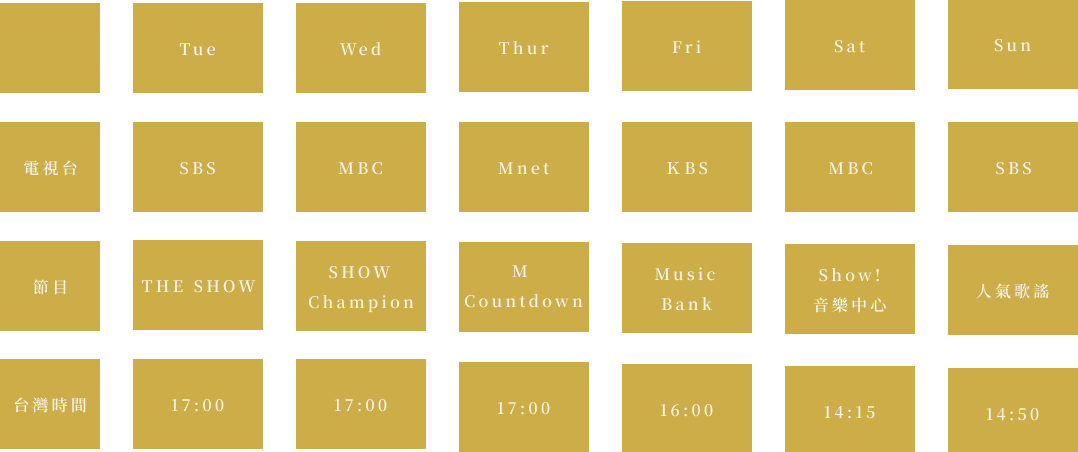 Tue Wed Thur Fri Sat Sun
電視台 SBS MBC Mnet KBS MBC SBS
節目 THE SHOW SHOW Champion M Countdown Music Bank Show! 音樂中心 人氣歌謠
台灣時間 17:00 17:00 17:00 16:00 14:15 14:50